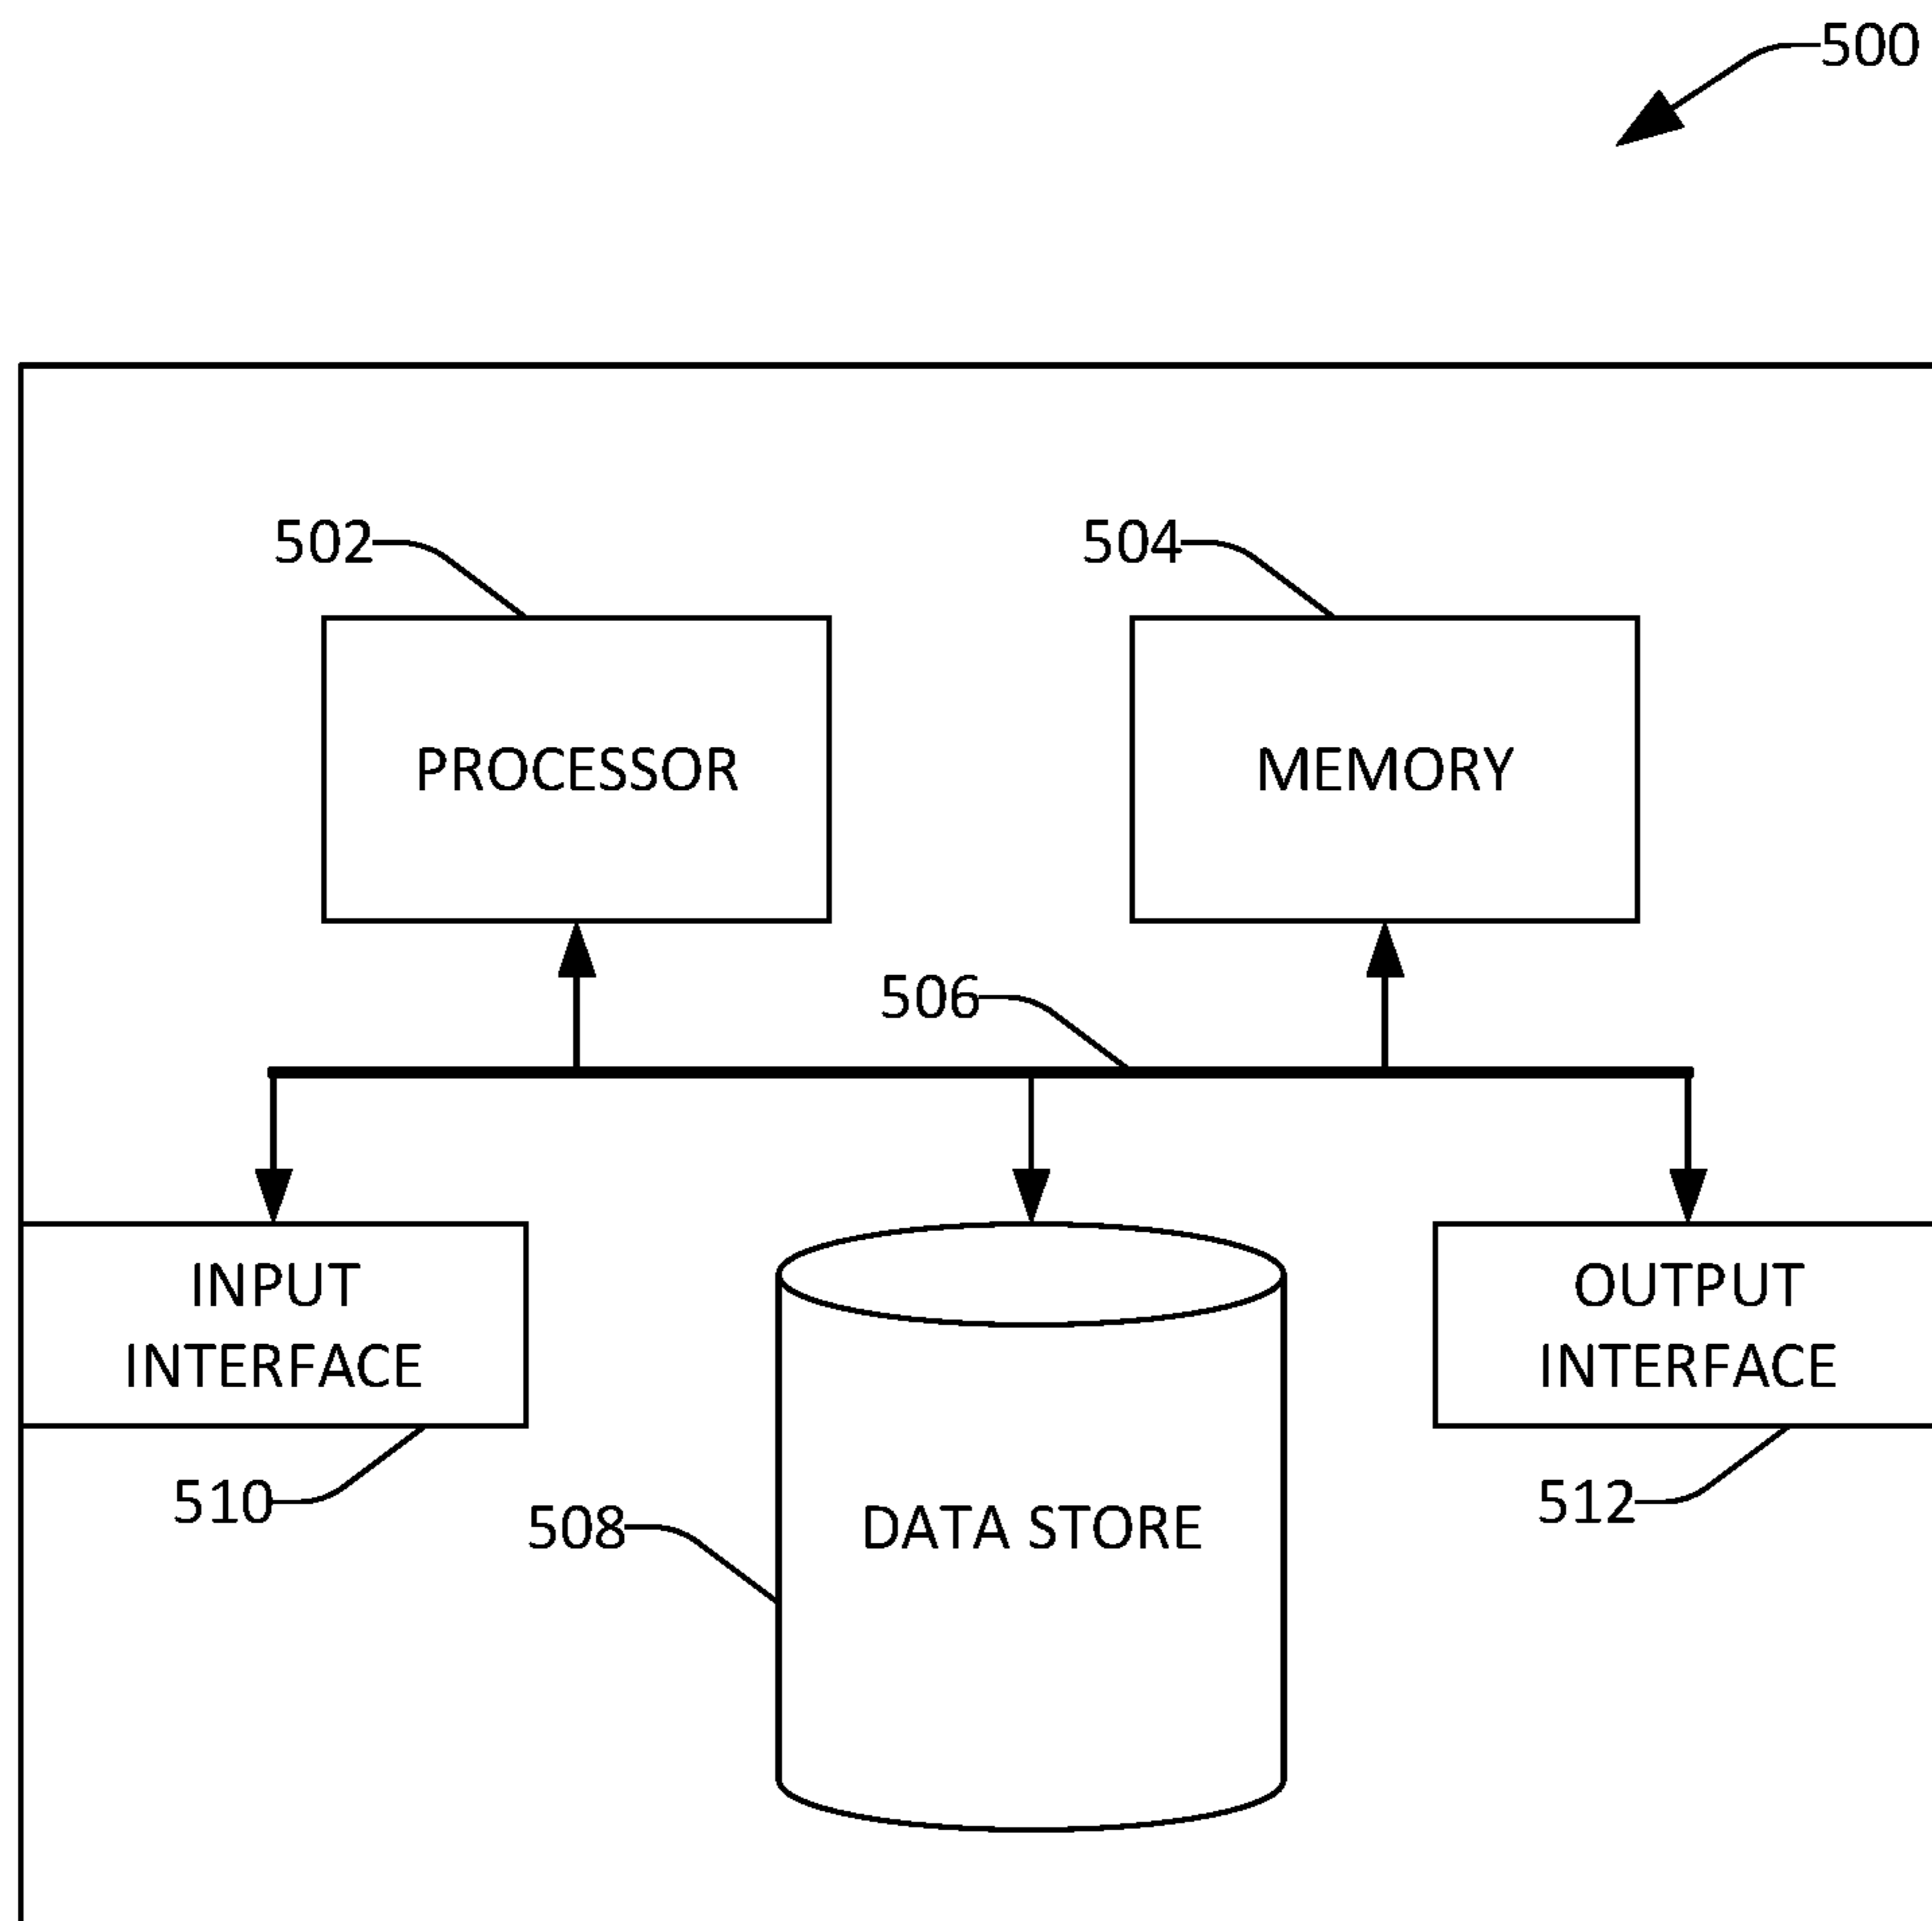 500
502
504
PROCESSOR
MEMORY
506
INPUT
INTERFACE
OUTPUT
INTERFACE
510
508
DATA STORE
512